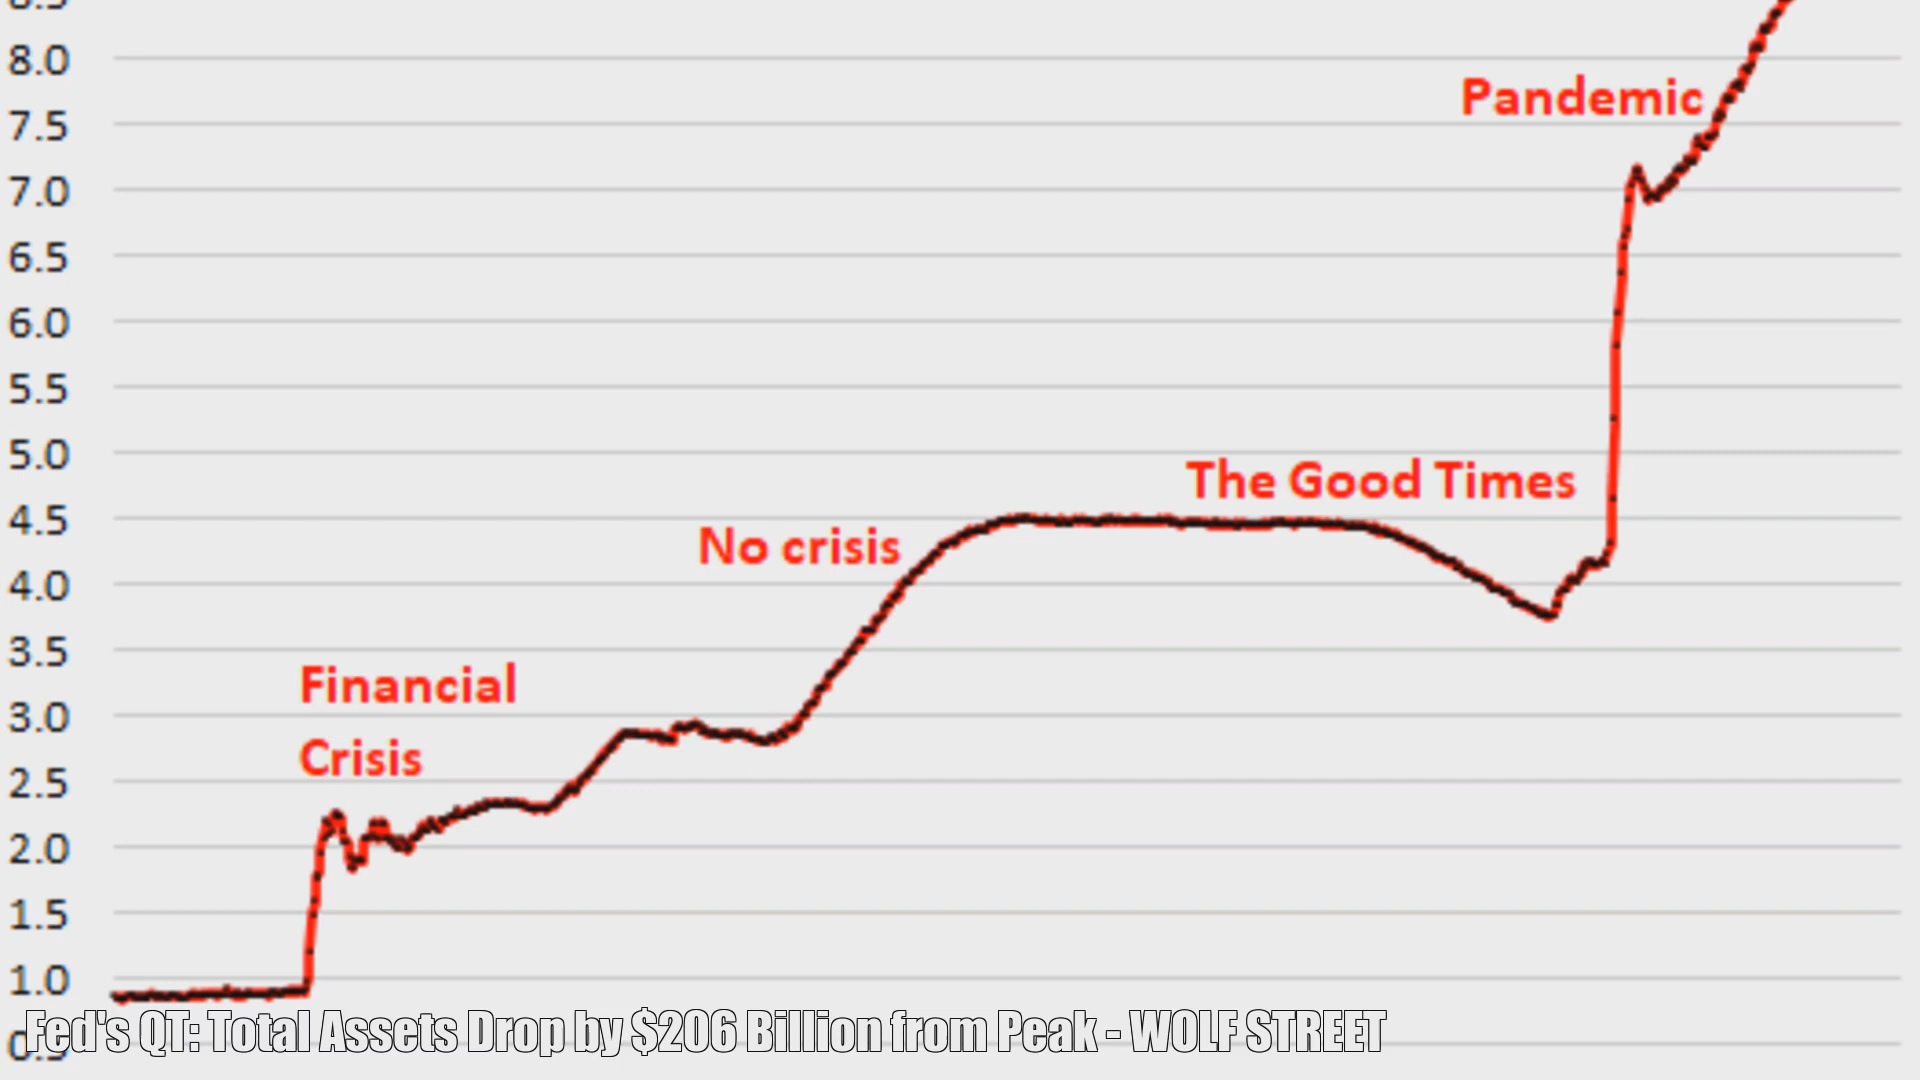 8.5
8.0
Pandemic
7.5
7.0
6.5
6.0
5.5
5.0
The Good Times
4.5
No crisis
4.0
3.5
Financial
3.0
Crisis
2.5
2.0
1.5
1.0
Fed's QT: Total Assets Drop by $206 Billion from Peak - WOLF STREET